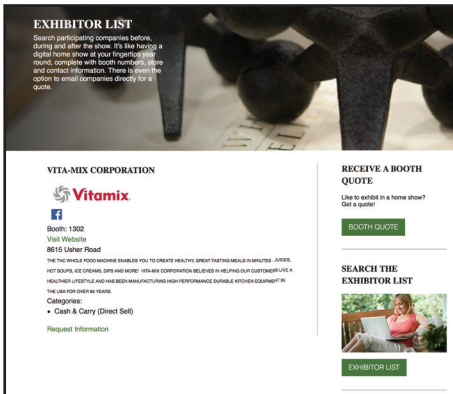 EXHIBITOR LIST
Search participating companies before,
during and after the show. It's like having a
digital home show at your fingertips year
round, complete with booth numbers, store
and contact information. There is even the
option to email companies directly for a
quote.
VITA-MIX CORPORATION
Vitamix
Booth: 1302
Visit Website
8615 Usher Road
THE TNC WHOLE FOOD MACHINE ENABLES YOU TO CREATE HEALTHY, GREAT-TASTING MEALS IN MINUTES - JUICES,
HOT SOUPS, ICE CREAMS, DIPS AND MORE! VITA-MIX CORPORATION BELIEVES IN HELPING OUR CUSTOMERS LIVE A
HEALTHIER LIFESTYLE AND HAS BEEN MANUFACTURING HIGH PERFORMANCE DURABLE KITCHEN EQUIPMENT IN
THE USA FOR OVER 85 YEARS.
Categories:
• Cash & Carry (Direct Sell)
Request Information
RECEIVE A BOOTH
QUOTE
Like to exhibit in a home show?
Get a quote!
BOOTH QUOTE
SEARCH THE
EXHIBITOR LIST
EXHIBITOR LIST